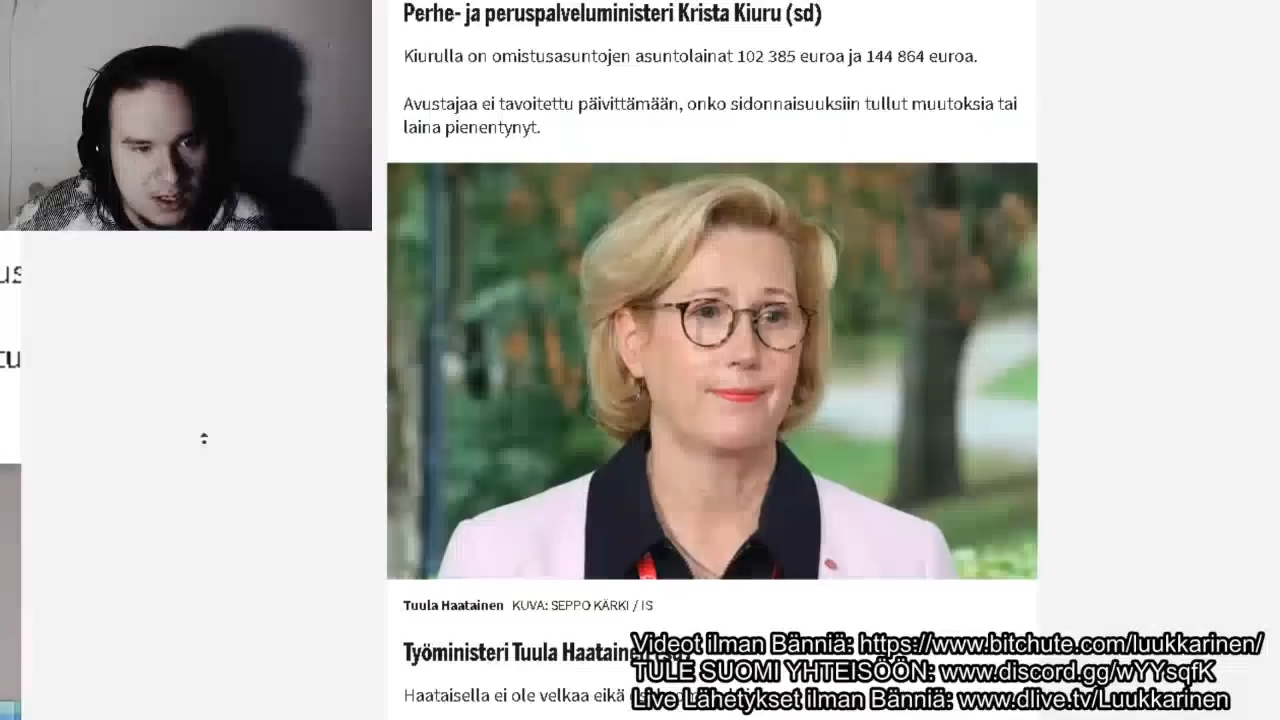 Perhe- ja peruspalveluministeri Krista Kiuru (sd)
Kiurulla on omistusasuntojen asuntolainat 102 385 euroa ja 144 864 euroa.
Avustajaa ei tavoitettu päivittämään, onko sidonnaisuuksiin tullut muutoksia tai
laina pienentynyt.
us
tu
Tuula Haatainen KUVA: SEPPO KÄRKI / IS
Työministeri Tuula
Haataisella ei ole velkaa eikä
Videot ilman Bänniä: https://www.bitchute.com/luukkarinen/
TULE SUOMI YHTEISÖÖN: www.discord.gg/wYYsqfK
Live Lähetykset ilman Bänniä: www.dlive.tv/Luukkarinen